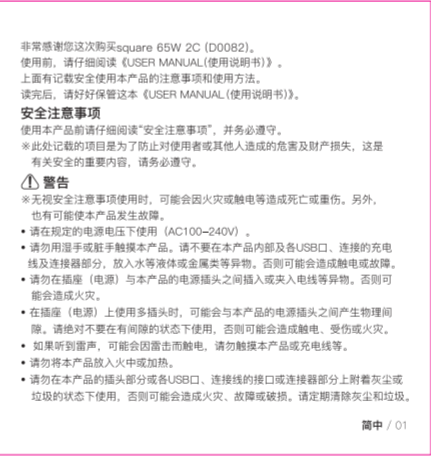 非常感谢您这次购买square 65W 2C (D0082)。
使用前，请仔细阅读《USER MANUAL(使用说明书)》。
上面有记载安全使用本产品的注意事项和使用方法。
读完后，请好好保管这本《USER MANUAL(使用说明书)》。
安全注意事项
使用本产品前请仔细阅读“安全注意事项”，并务必遵守。
※此处记载的项目是为了防止对使用者或其他人造成的危害及财产损失，这是
有关安全的重要内容，请务必遵守。
警告
※无视安全注意事项使用时，可能会因火灾或触电等造成死亡或重伤。另外，
也有可能使本产品发生故障。
• 请在规定的电源电压下使用（AC100–240V）。
• 请勿用湿手或脏手触摸本产品。请不要在本产品内部及各USB口、连接的充电
线及连接器部分，放入水等液体或金属类等异物。否则可能会造成触电或故障。
• 请勿在插座（电源）与本产品的电源插头之间插入或夹入电线等异物。否则可
能会造成火灾。
• 在插座（电源）上使用多插头时，可能会与本产品的电源插头之间产生物理间
隙。请绝对不要在有间隙的状态下使用，否则可能会造成触电、受伤或火灾。
• 如果听到雷声，可能会因雷击而触电，请勿触摸本产品或充电线等。
• 请勿将本产品放入火中或加热。
• 请勿在本产品的插头部分或各USB口、连接线的接口或连接器部分上附着灰尘或
垃圾的状态下使用，否则可能会造成火灾、故障或破损。请定期清除灰尘和垃圾。
简中 / 01